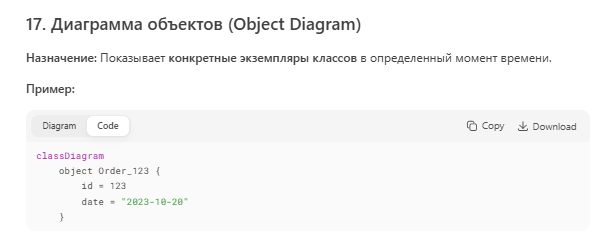 17. Диаграмма объектов (Object Diagram)
Назначение: Показывает конкретные экземпляры классов в определенный момент времени.
Пример:
Diagram Code Copy Download
classDiagram
    object Order_123 {
        id = 123
        date = "2023-10-20"
    }